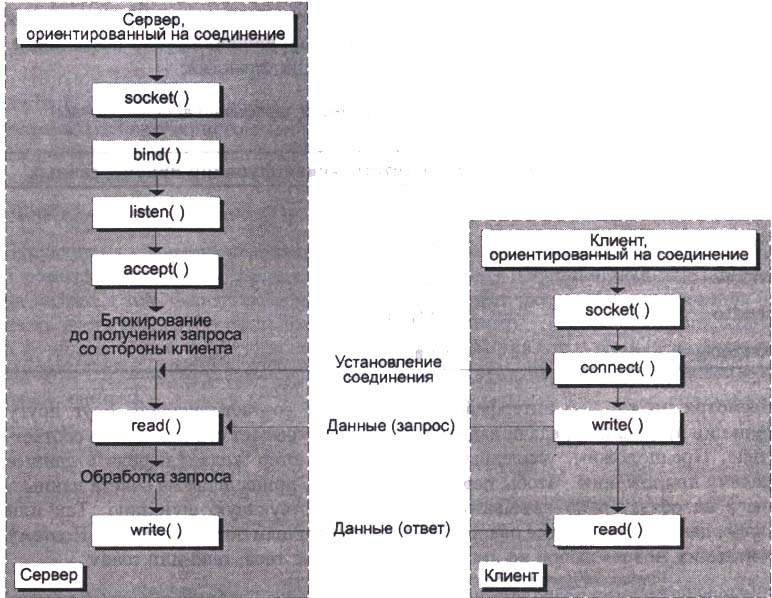 Сервер,
ориентированный на соединение
socket( )
bind( )
listen( )
accept( )
Блокирование
до получения запроса
со стороны клиента
read( )
Обработка запроса
write( )
Сервер
Установление
соединения
Данные (запрос)
Данные (ответ)
Клиент,
ориентированный на соединение
socket( )
connect( )
write( )
read( )
Клиент